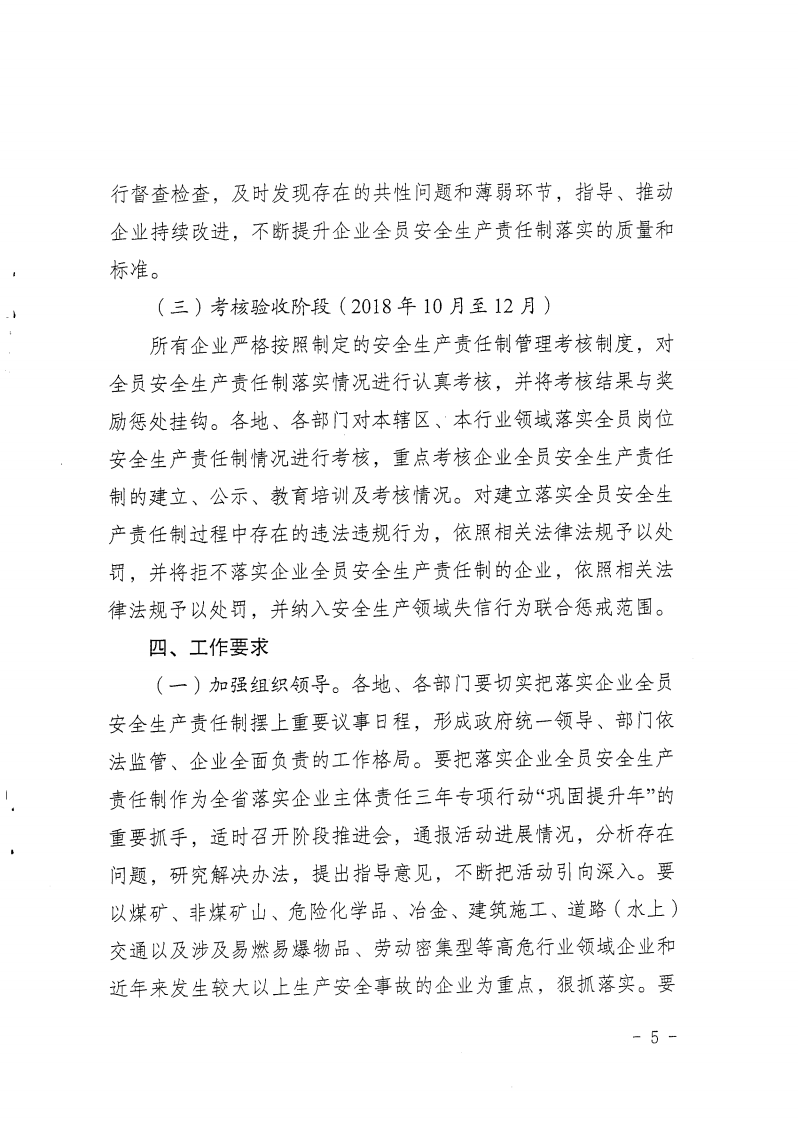 行督查检查，及时发现存在的共性问题和薄弱环节，指导、推动
企业持续改进，不断提升企业全员安全生产责任制落实的质量和
标准。
（三）考核验收阶段（2018 年 10 月至 12 月）
所有企业严格按照制定的安全生产责任制管理考核制度，对
全员安全生产责任制落实情况进行认真考核，并将考核结果与奖
励惩处挂钩。各地、各部门对本辖区、本行业领域落实全员岗位
安全生产责任制情况进行考核，重点考核企业全员安全生产责任
制的建立、公示、教育培训及考核情况。对建立落实全员安全生
产责任制过程中存在的违法违规行为，依照相关法律法规予以处
罚，并将拒不落实企业全员安全生产责任制的企业，依照相关法
律法规予以处罚，并纳入安全生产领域失信行为联合惩戒范围。
四、工作要求
（一）加强组织领导。各地、各部门要切实把落实企业全员
安全生产责任制摆上重要议事日程，形成政府统一领导、部门依
法监管、企业全面负责的工作格局。要把落实企业全员安全生产
责任制作为全省落实企业主体责任三年专项行动“巩固提升年”的
重要抓手，适时召开阶段推进会，通报活动进展情况，分析存在
问题，研究解决办法，提出指导意见，不断把活动引向深入。要
以煤矿、非煤矿山、危险化学品、冶金、建筑施工、道路（水上）
交通以及涉及易燃易爆物品、劳动密集型等高危行业领域企业和
近年来发生较大以上生产安全事故的企业为重点，狠抓落实。要
- 5 -